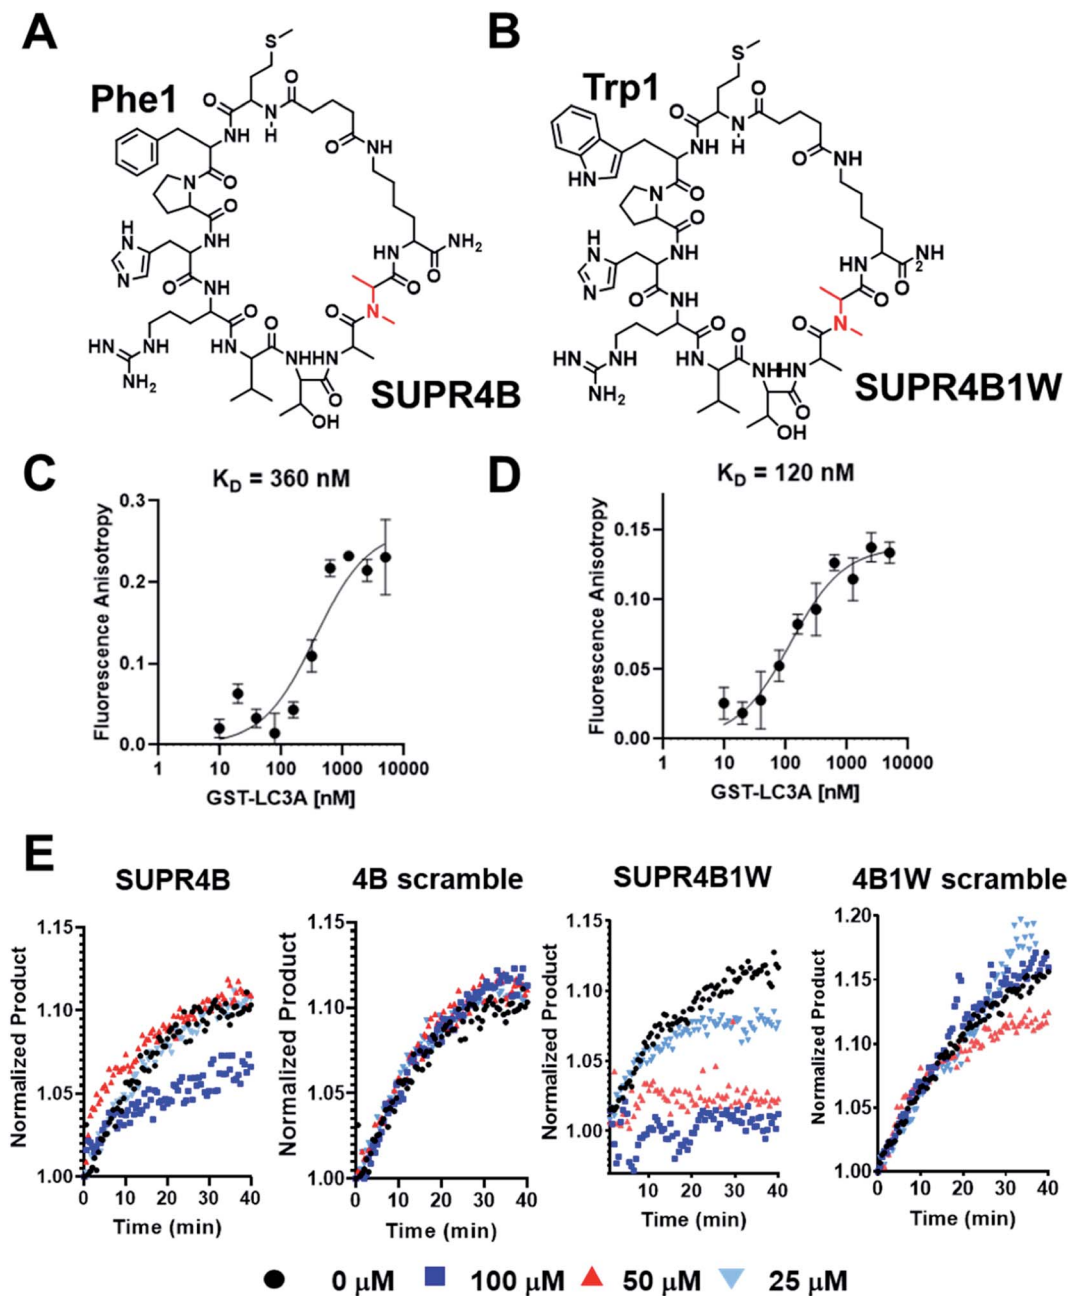 A
Phe1
S
O
O
NH
N
H
O
NH
N
O
O
H
N
N
NH
O
O
NH
HN
NH
NH2
O
HN
O
NH
HN
O
O
OH
O
N
O
HN
O
NH2
SUPR4B
B
Trp1
S
O
O
NH
N
H
O
NH
HN
N
O
O
H
N
N
NH
O
NH
HN
NH
NH2
O
HN
O
NH
HN
O
O
OH
O
N
O
HN
O
NH
2
SUPR4B1W
C
KD = 360 nM
Fluorescence Anisotropy
0.3
0.2
0.1
0.0
1
10
100
1000
10000
GST-LC3A [nM]
D
KD = 120 nM
Fluorescence Anisotropy
0.15
0.10
0.05
0.00
1
10
100
1000
10000
GST-LC3A [nM]
E
SUPR4B
Normalized Product
1.15
1.10
1.05
1.00
0
10
20
30
40
Time (min)
4B scramble
Normalized Product
1.15
1.10
1.05
1.00
0
10
20
30
40
Time (min)
SUPR4B1W
Normalized Product
1.15
1.10
1.05
1.00
10
20
30
40
Time (min)
4B1W scramble
Normalized Product
1.20
1.15
1.10
1.05
1.00
0
10
20
30
40
Time (min)
0 μM
100 μM
50 μM
25 μM